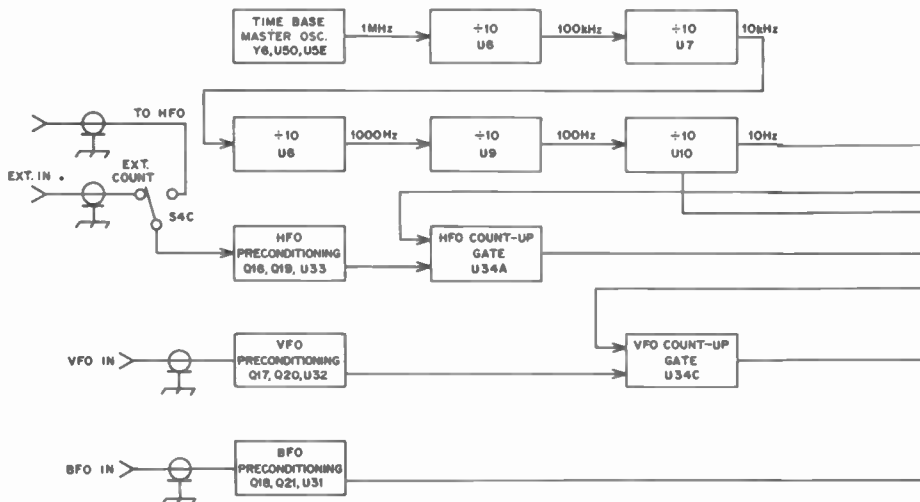 TIME BASE
MASTER OSC.
Y6, U50, U5E
1MHz
÷10
U6
100kHz
÷10
U7
10kHz
TO HFO
÷10
U8
1000Hz
÷10
U9
100Hz
÷10
U10
10Hz
EXT. IN
EXT.
COUNT
S4C
HFO
PRECONDITIONING
Q16, Q19, U33
HFO COUNT-UP
GATE
U34A
VFO IN
VFO
PRECONDITIONING
Q17, Q20, U32
VFO COUNT-UP
GATE
U34C
BFO IN
BFO
PRECONDITIONING
Q18, Q21, U31